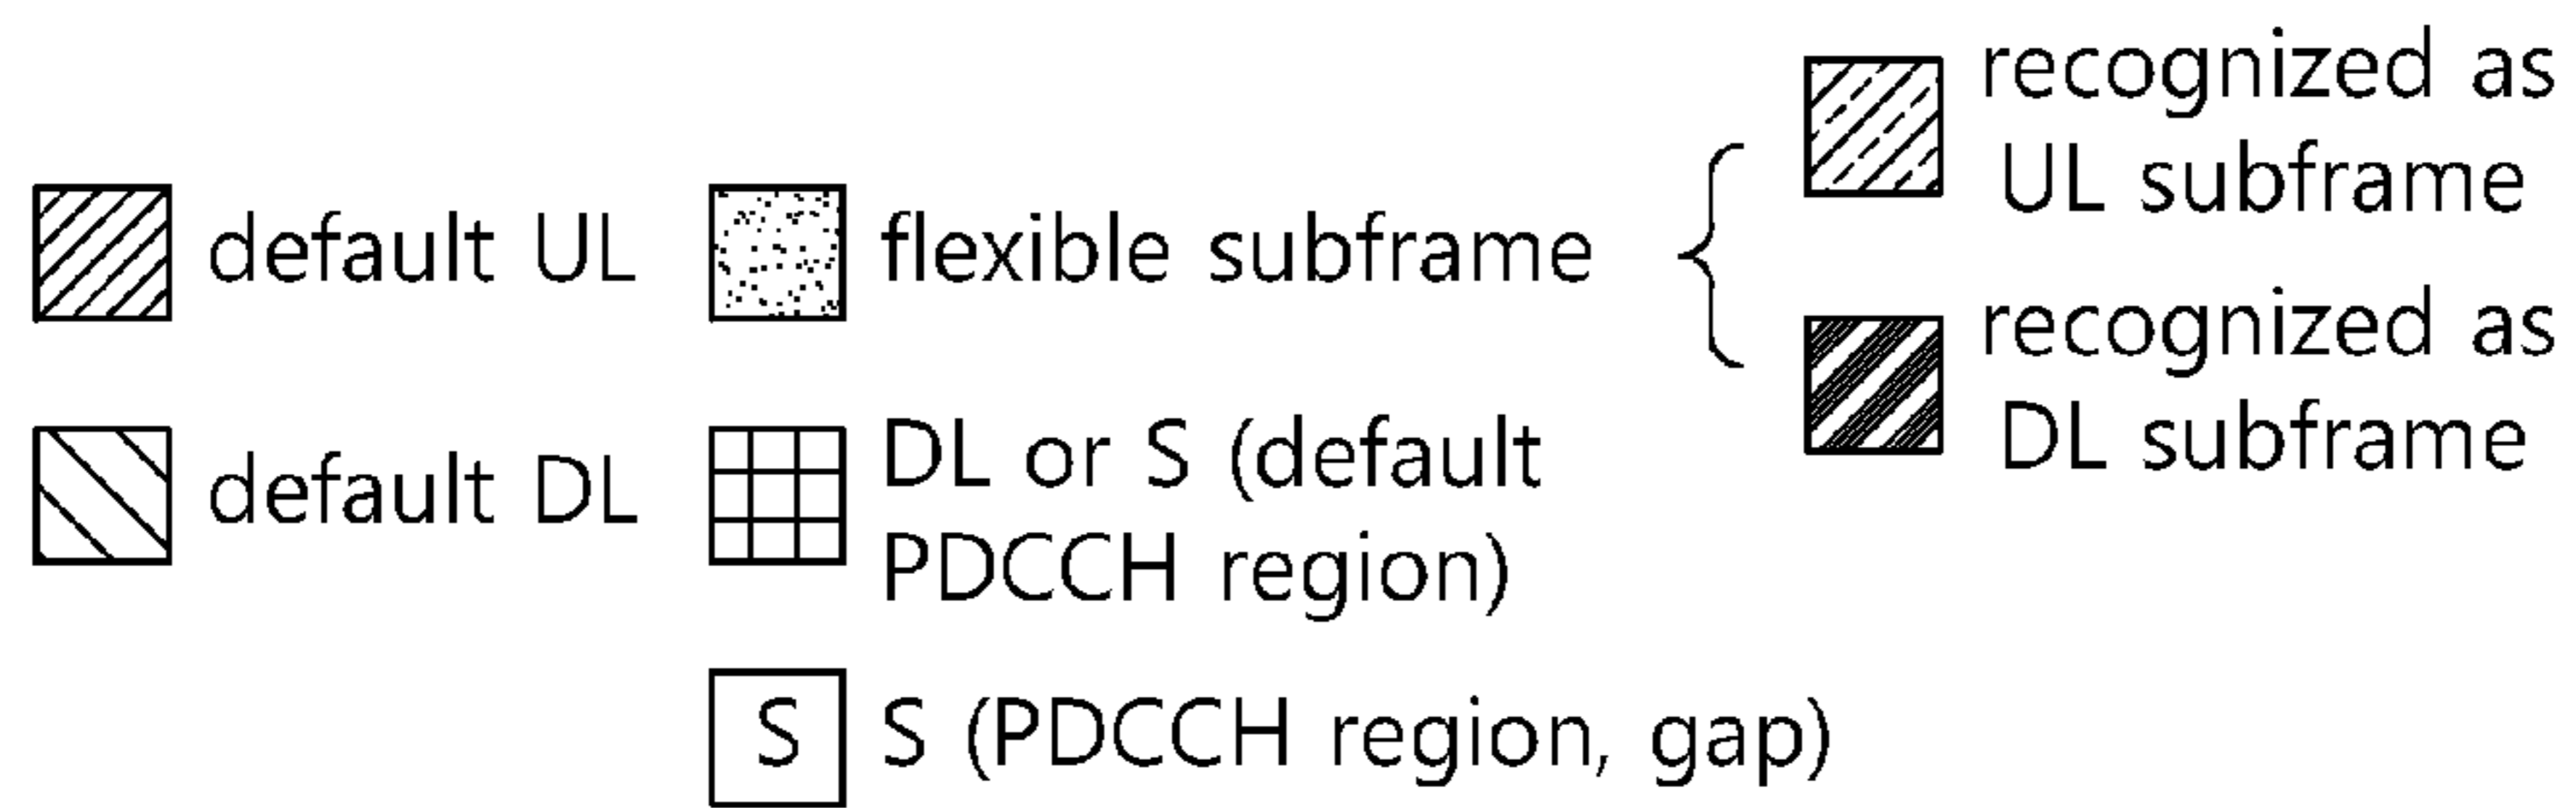 default UL
default DL
flexible subframe
DL or S (default
PDCCH region)
S
S (PDCCH region, gap)
recognized as
UL subframe
recognized as
DL subframe